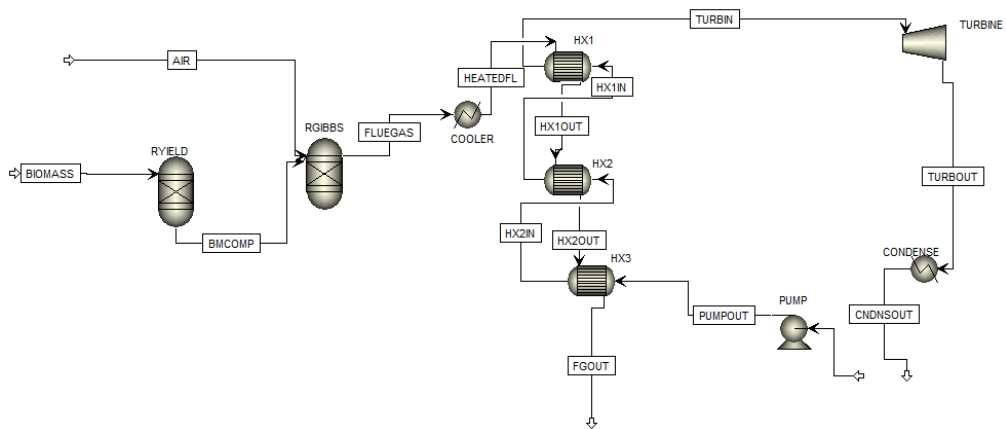 TURBIN
TURBINE
HX1
AIR
HEATEDFL
HX1IN
RGIBBS
FLUEGAS
COOLER
HX1OUT
RYIELD
BIOMASS
HX2
TURBOUT
HX2IN
HX2OUT
BMCOMP
CONDENSE
HX3
PUMP
PUMPOUT
CNDNSOUT
FGOUT